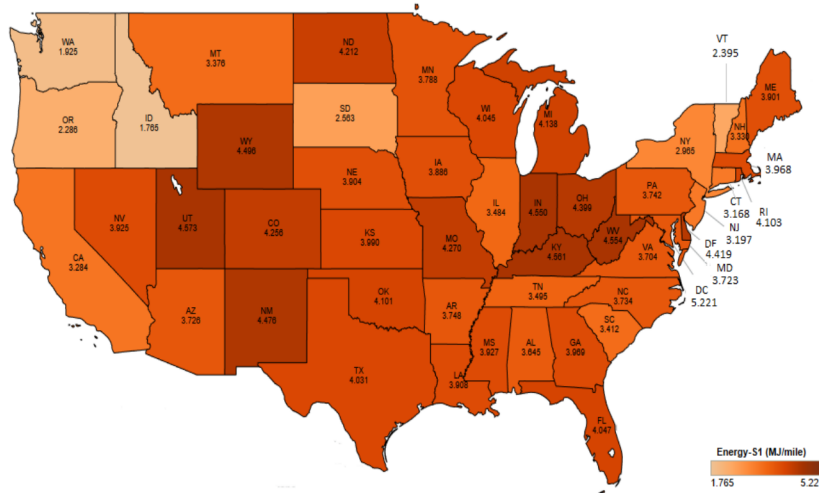 WA
1.925
MT
3.376
ND
4.212
MN
3.788
VT
2.395
ME
3.901
OR
2.286
ID
1.765
SD
2.563
WI
4.045
MI
4.138
NY
2.965
NH
3.330
MA
3.968
WY
4.496
NE
3.904
IA
3.886
PA
3.742
CT
3.168
RI
4.103
NV
3.925
UT
4.573
CO
4.256
KS
3.990
MO
4.270
IL
3.484
IN
4.550
OH
4.399
WV
4.554
KY
4.561
VA
3.704
NJ
3.197
DF
4.419
MD
3.723
DC
5.221
CA
3.284
AZ
3.726
NM
4.476
OK
4.101
AR
3.748
TN
3.495
NC
3.734
SC
3.412
TX
4.031
LA
3.908
MS
3.927
AL
3.645
GA
3.969
FL
4.047
Energy-S1 (MJ/mile)
1.765
5.22